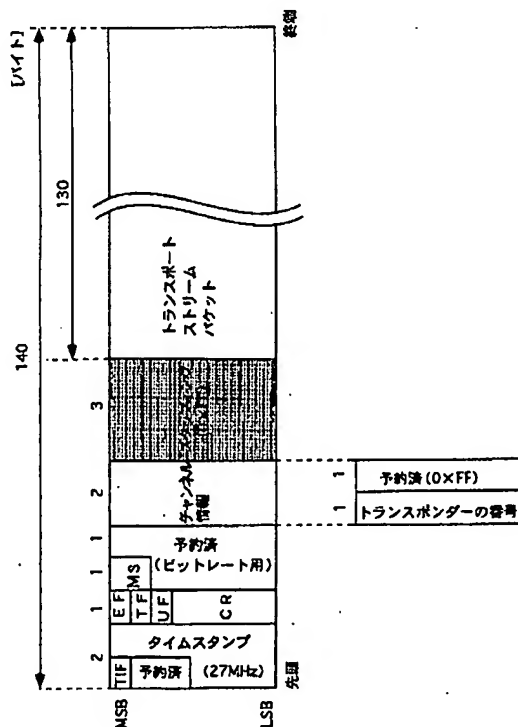 [バイト]
140
130
2
1
1
1
2
3
MSB
LSB
TIF
予約済
タイムスタンプ
(27MHz)
EF
TF
UF
CR
MS
予約済
(ビットレート用)
チャンネル
情報
トランスポート
ストリーム
パケット
先頭
終端
1
1
トランスポンダーの番号
予約済(0×FF)